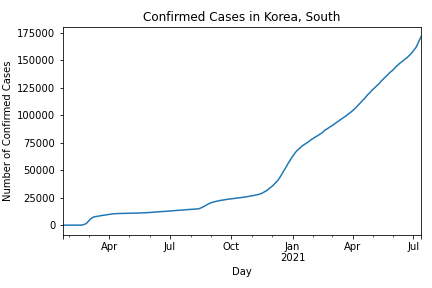 Confirmed Cases in Korea, South
175000
150000
125000
100000
75000
50000
25000
0
Number of Confirmed Cases
Apr
Jul
Oct
Jan
2021
Apr
Jul
Day